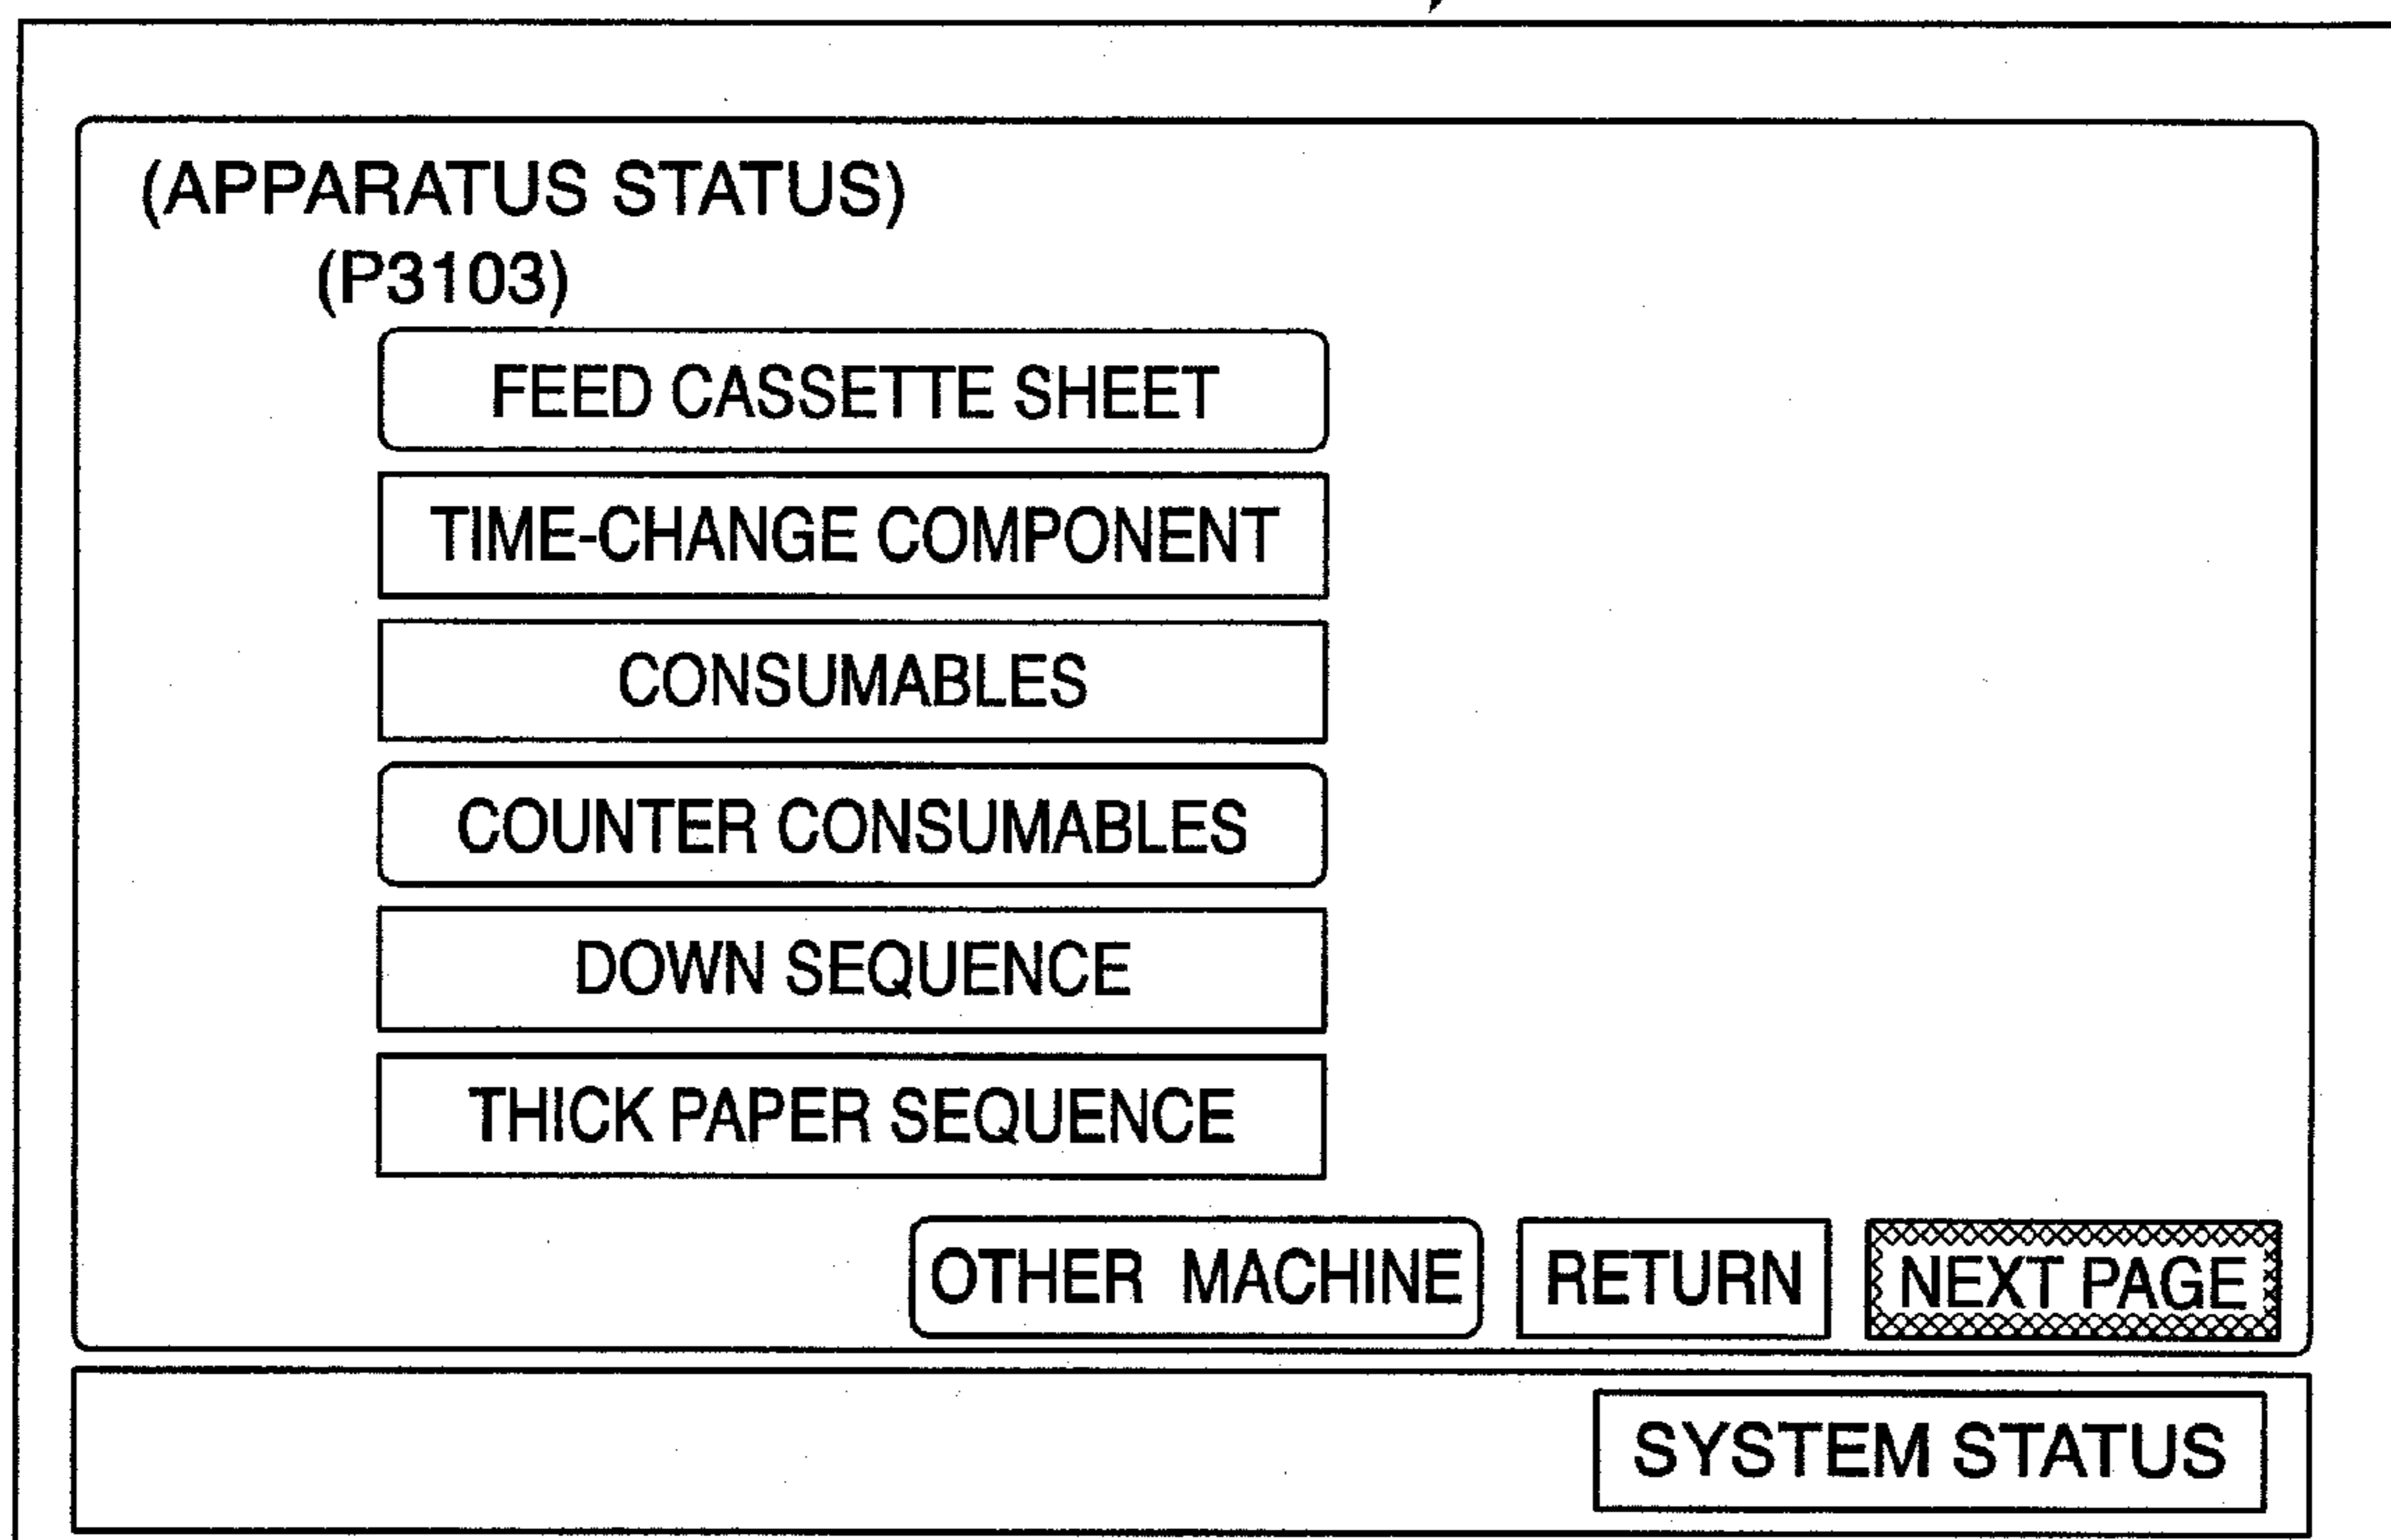 (APPARATUS STATUS)
(P3103)
FEED CASSETTE SHEET
TIME-CHANGE COMPONENT
CONSUMABLES
COUNTER CONSUMABLES
DOWN SEQUENCE
THICK PAPER SEQUENCE
OTHER MACHINE RETURN NEXT PAGE
SYSTEM STATUS